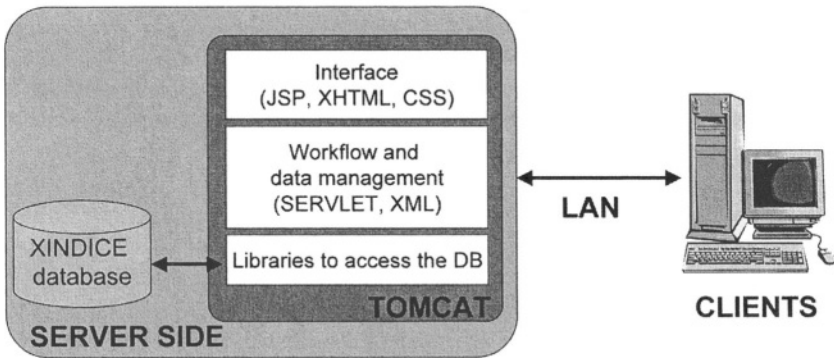 Interface
(JSP, XHTML, CSS)
Workflow and
data management
(SERVLET, XML)
Libraries to access the DB
TOMCAT
XINDICE
database
SERVER SIDE
LAN
CLIENTS